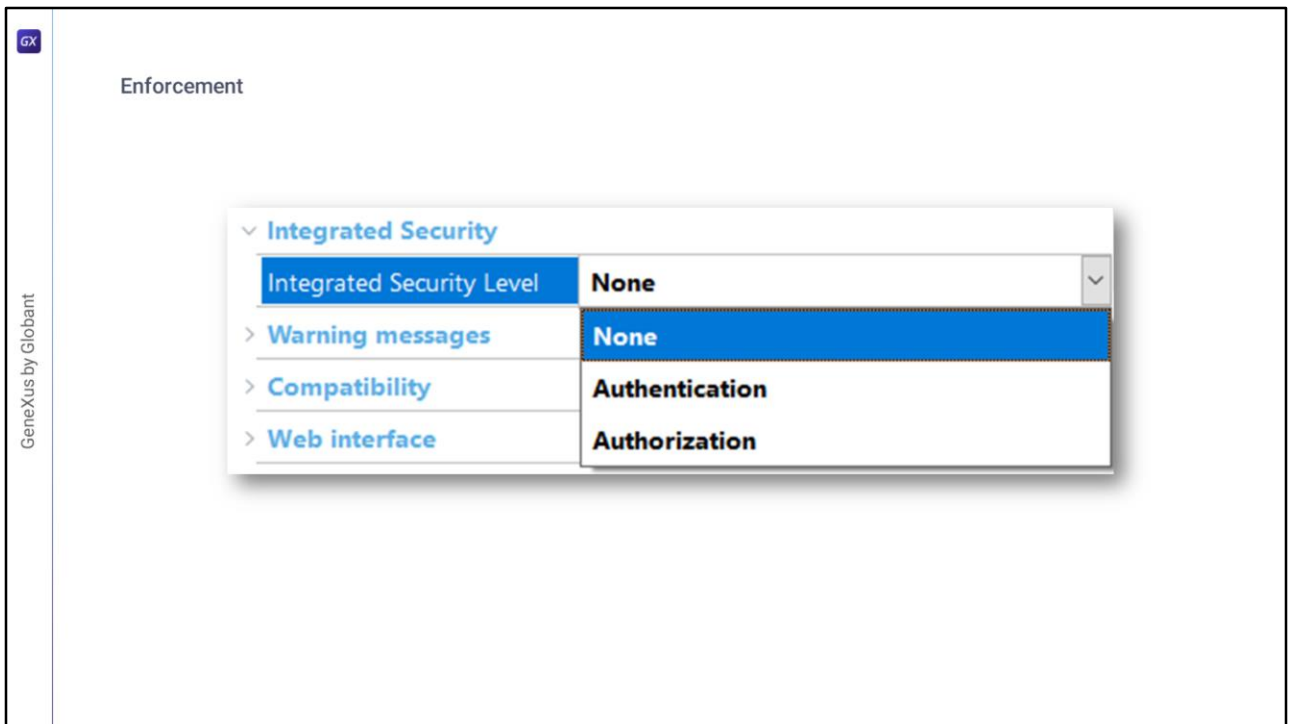 GX
Enforcement
Integrated Security
Integrated Security Level None
None
Warning messages
Authentication
Compatibility
Authorization
Web interface
GeneXus by Globant